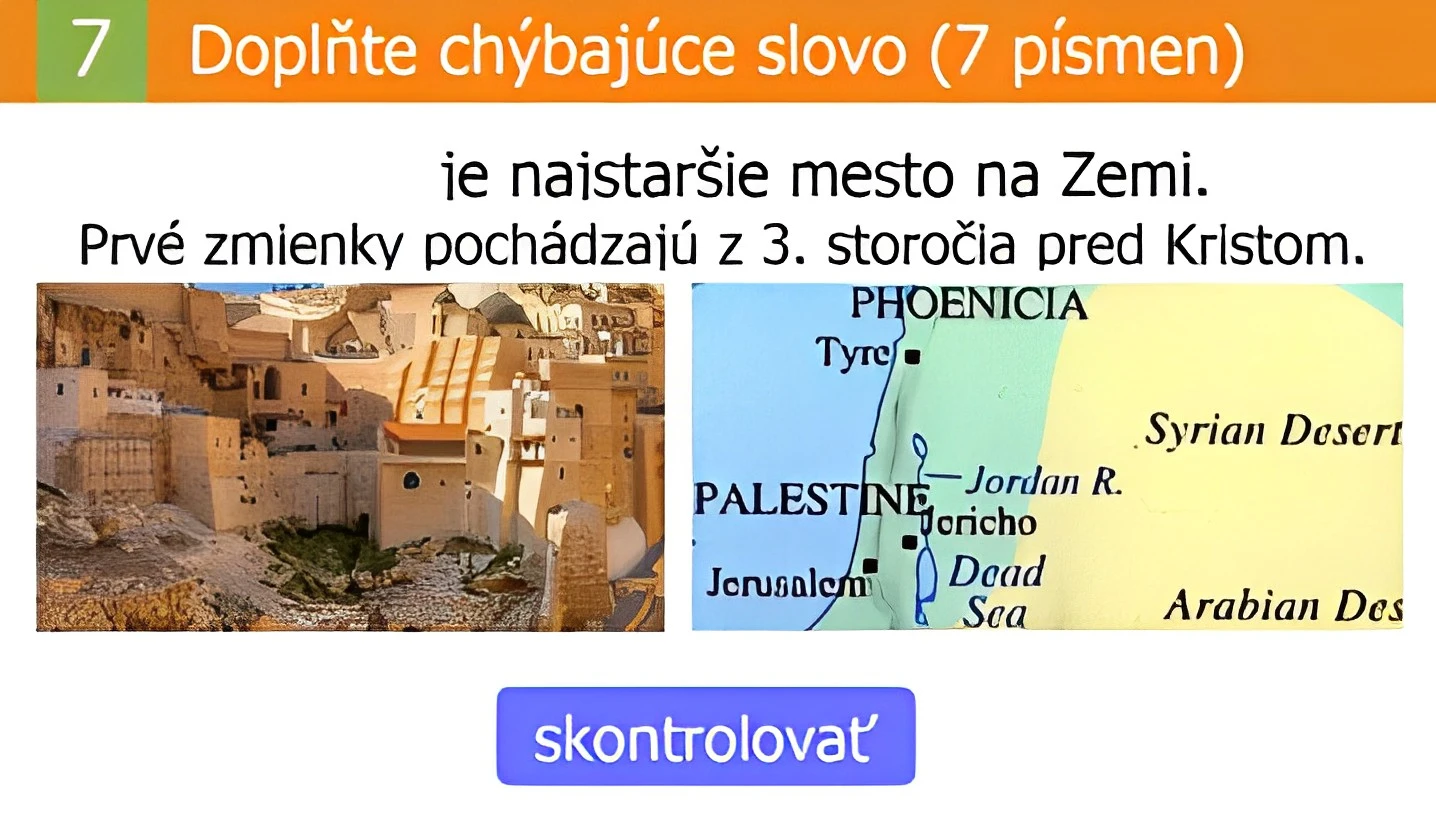 7 Doplňte chýbajúce slovo (7 písmen)
je najstaršie mesto na Zemi.
Prvé zmienky pochádzajú z 3. storočia pred Kristom.
PHOENICIA
Tyre
Syrian Desert
Jordan R.
PALESTINE
Jericho
Jerusalem
Dead
Sea
Arabian Des
skontrolovať